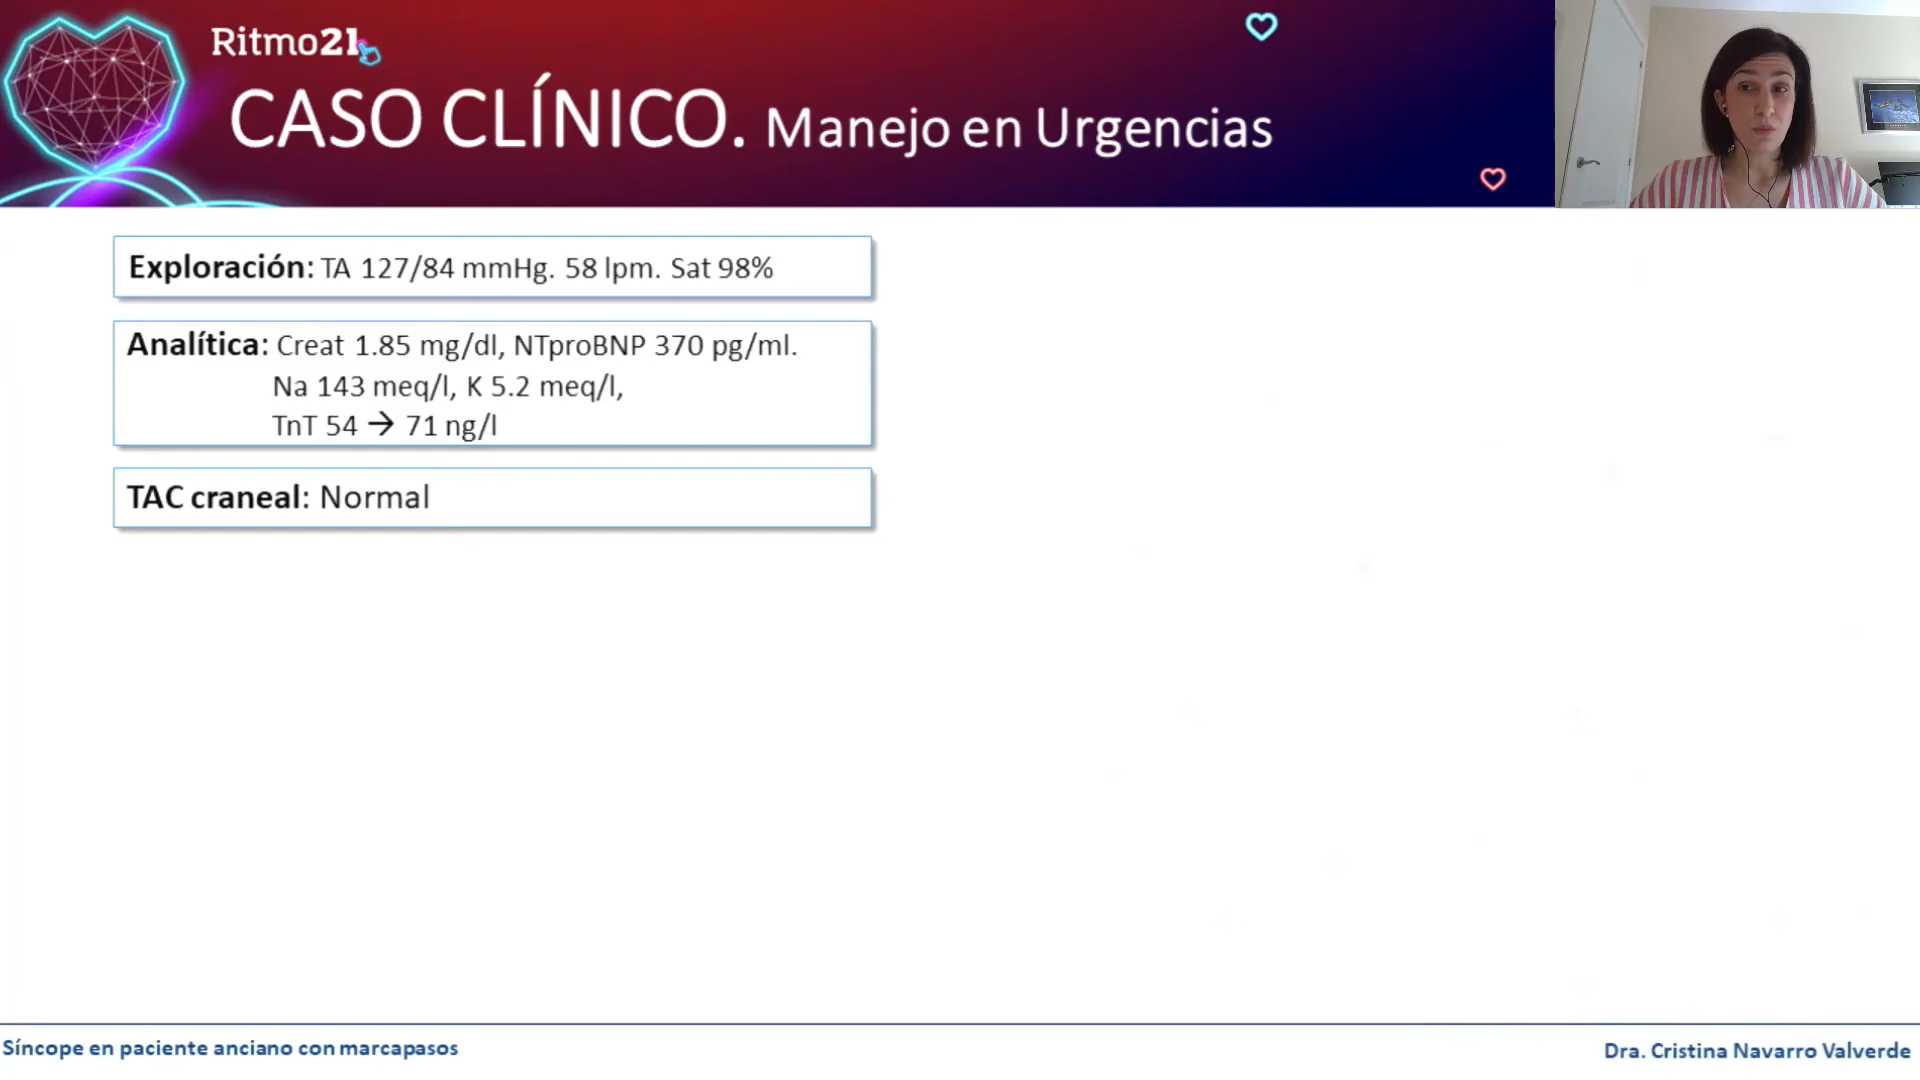 Ritmo21
CASO CLÍNICO. Manejo en Urgencias
Exploración: TA 127/84 mmHg. 58 lpm. Sat 98%
Analítica: Creat 1.85 mg/dl, NTproBNP 370 pg/ml.
Na 143 meq/l, K 5.2 meq/l,
TnT 54 → 71 ng/l
TAC craneal: Normal
Síncope en paciente anciano con marcapasos
Dra. Cristina Navarro Valverde